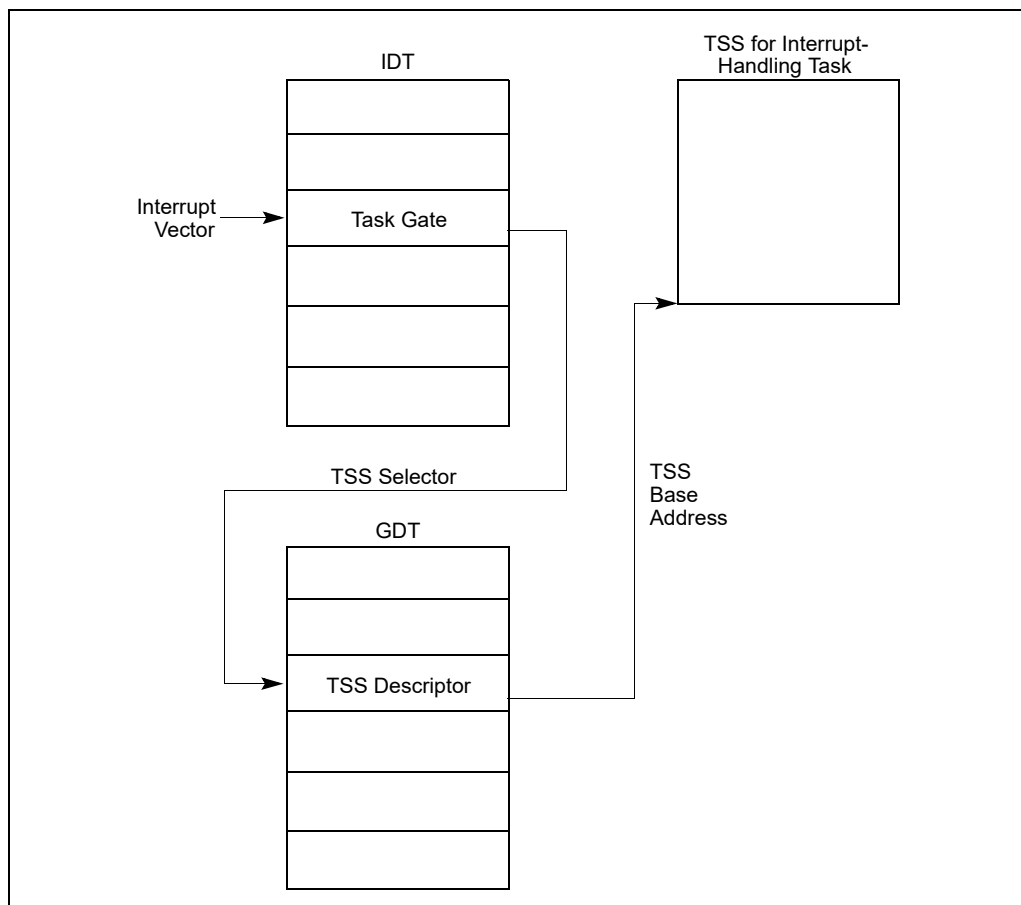 IDT
TSS for Interrupt-
Handling Task
Interrupt
Vector
Task Gate
TSS Selector
TSS
Base
Address
GDT
TSS Descriptor